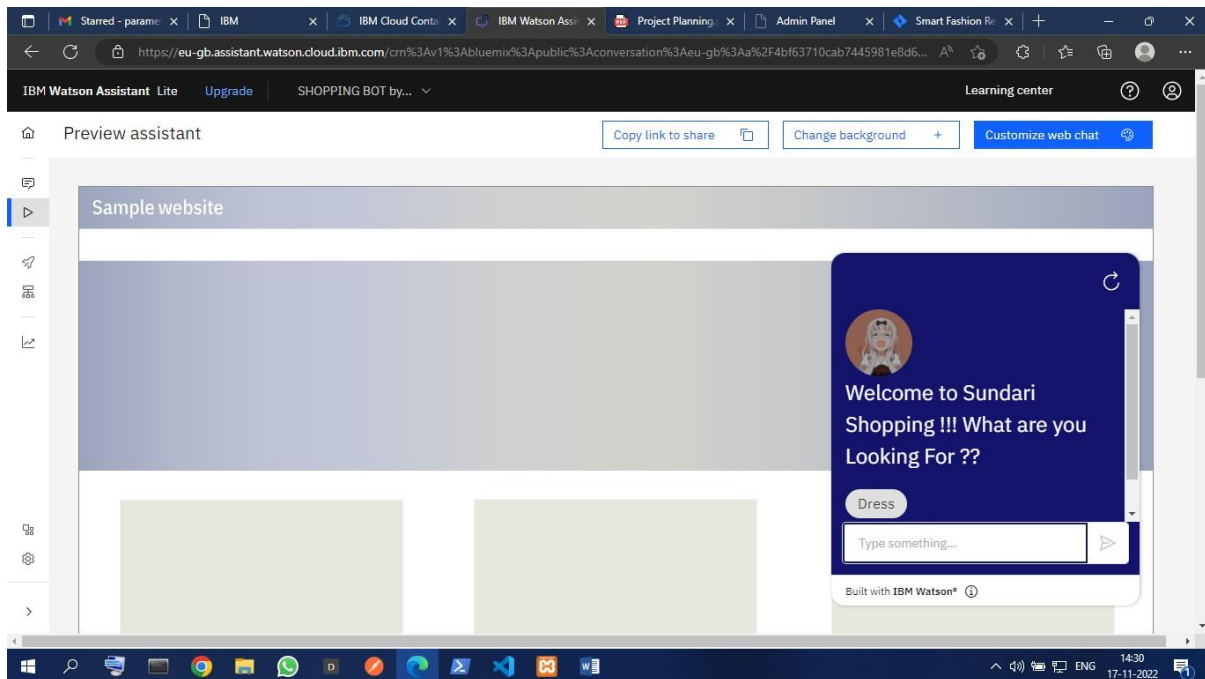 Starred - parame
IBM
IBM Cloud Conta
IBM Watson Assis
Project Planning.
Admin Panel
Smart Fashion Re
https://eu-gb.assistant.watson.cloud.ibm.com/crn%3Av1%3Abluemix%3Apublic%3Aconversation%3Aeu-gb%3Aa%2F4bf63710cab7445981e8d6...
IBM Watson Assistant Lite
Upgrade
SHOPPING BOT by...
Learning center
Preview assistant
Copy link to share
Change background +
Customize web chat
Sample website
Welcome to Sundari
Shopping !!! What are you
Looking For ??
Dress
Type something...
Built with IBM Watson®
ENG
14:30
17-11-2022